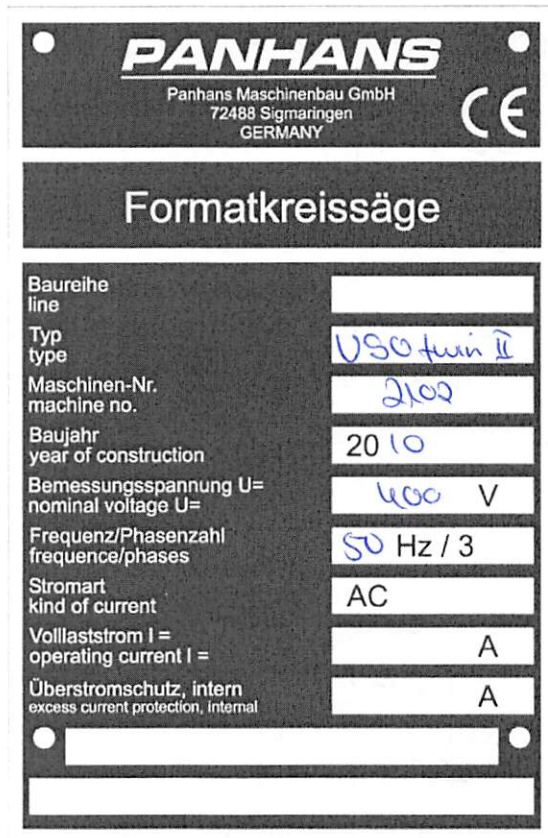 PANHANS
Panhans Maschinenbau GmbH
72488 Sigmaringen
GERMANY
CE
Formatkreissäge
Baureihe
line
Typ
type
twin II
Maschinen-Nr.
machine no.
Baujahr
year of construction
2010
Bemessungsspannung U=
nominal voltage U=
400 V
Frequenz/Phasenzahl
frequence/phases
50 Hz / 3
Stromart
kind of current
AC
Volllaststrom I =
operating current I =
A
Überstromschutz, intern
excess current protection, internal
A